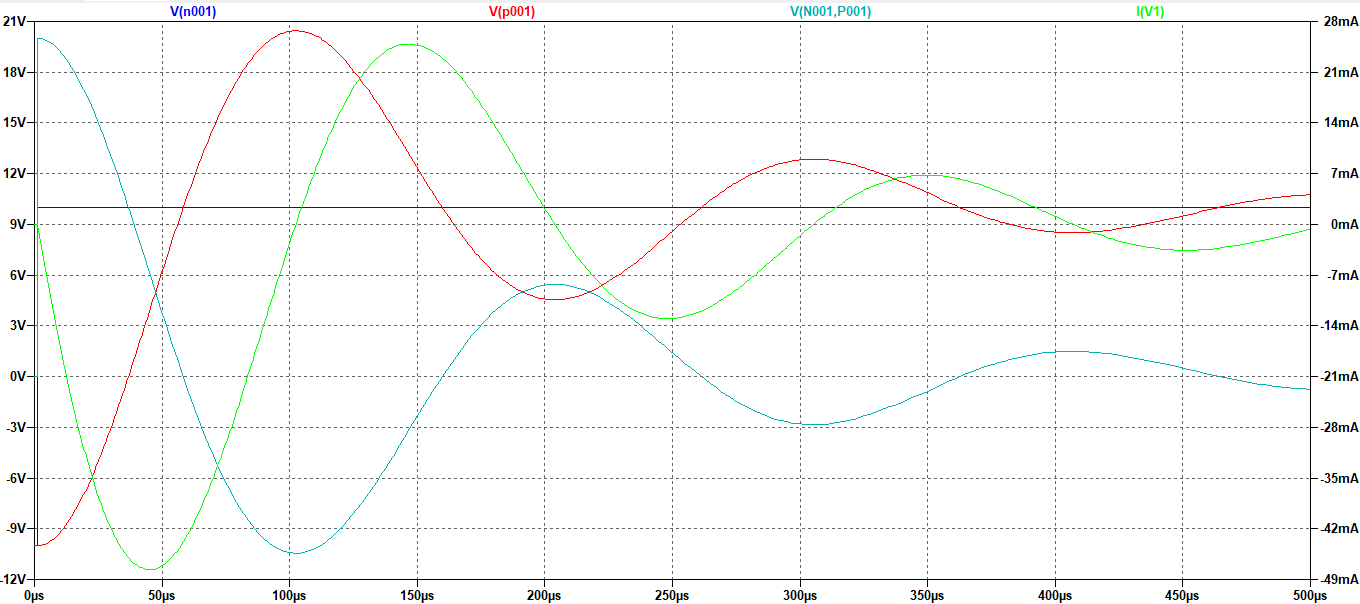 V(n001) V(p001) V(N001,P001) I(V1)
21V 28mA
18V 21mA
15V 14mA
12V 7mA
9V 0mA
6V -7mA
3V -14mA
0V -21mA
-3V -28mA
-6V -35mA
-9V -42mA
-12V -49mA
0µs 50µs 100µs 150µs 200µs 250µs 300µs 350µs 400µs 450µs 500µs